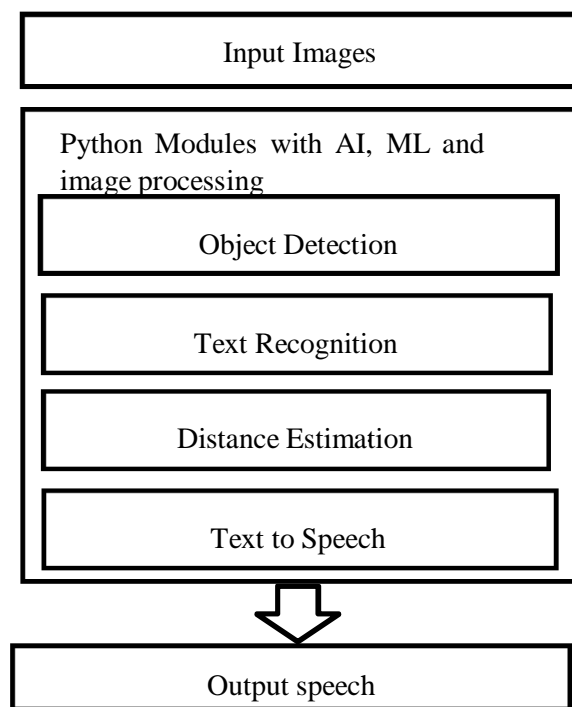 Input Images
Python Modules with AI, ML and
image processing
Object Detection
Text Recognition
Distance Estimation
Text to Speech
Output speech